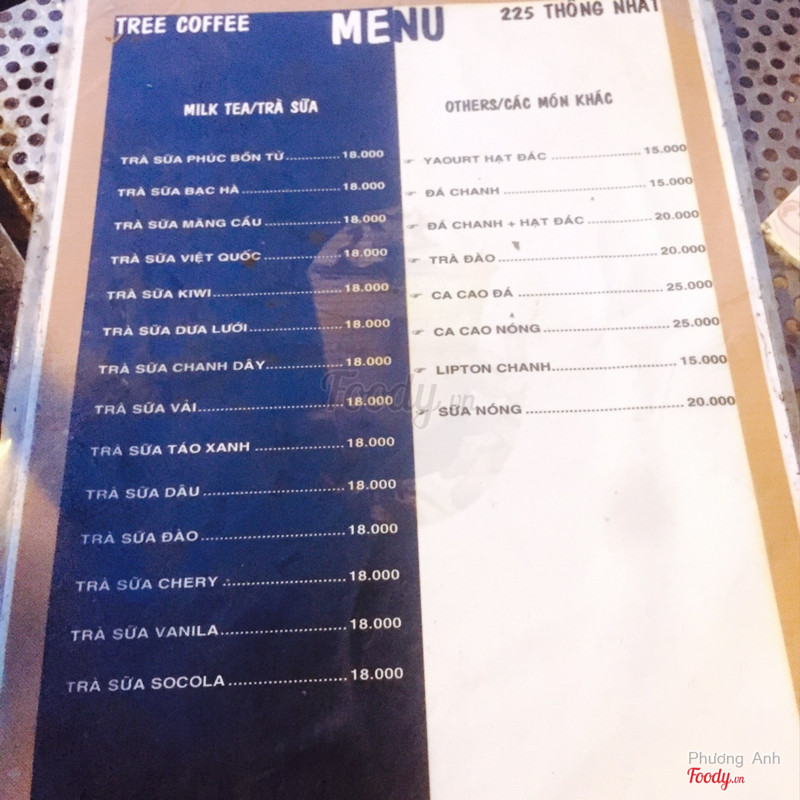 TREE COFFEE
MENU
225 THỐNG NHẤT
MILK TEA/TRÀ SỮA
TRÀ SỮA PHÚC BỒN TỬ.............18.000
TRÀ SỮA BẠC HÀ........................18.000
TRÀ SỮA MÃNG CẦU..................18.000
TRÀ SỮA VIỆT QUỐC..................18.000
TRÀ SỮA KIWI............................18.000
TRÀ SỮA DƯA LƯỚI....................18.000
TRÀ SỮA CHANH DÂY.................18.000
TRÀ SỮA VẢI..............................18.000
TRÀ SỮA TÁO XANH...................18.000
TRÀ SỮA DÂU............................18.000
TRÀ SỮA ĐÀO............................18.000
TRÀ SỮA CHERY........................18.000
TRÀ SỮA VANILA.......................18.000
TRÀ SỮA SOCOLA......................18.000
OTHERS/CÁC MÓN KHÁC
YAOURT HẠT ĐÁC.....................15.000
ĐÁ CHANH...............................15.000
ĐÁ CHANH + HẠT ĐÁC...............20.000
TRÀ ĐÀO..................................20.000
CA CAO ĐÁ...............................25.000
CA CAO NÓNG..........................25.000
LIPTON CHANH.........................15.000
SỮA NÓNG...............................20.000
Foody.vn
Phương Anh
Foody.vn